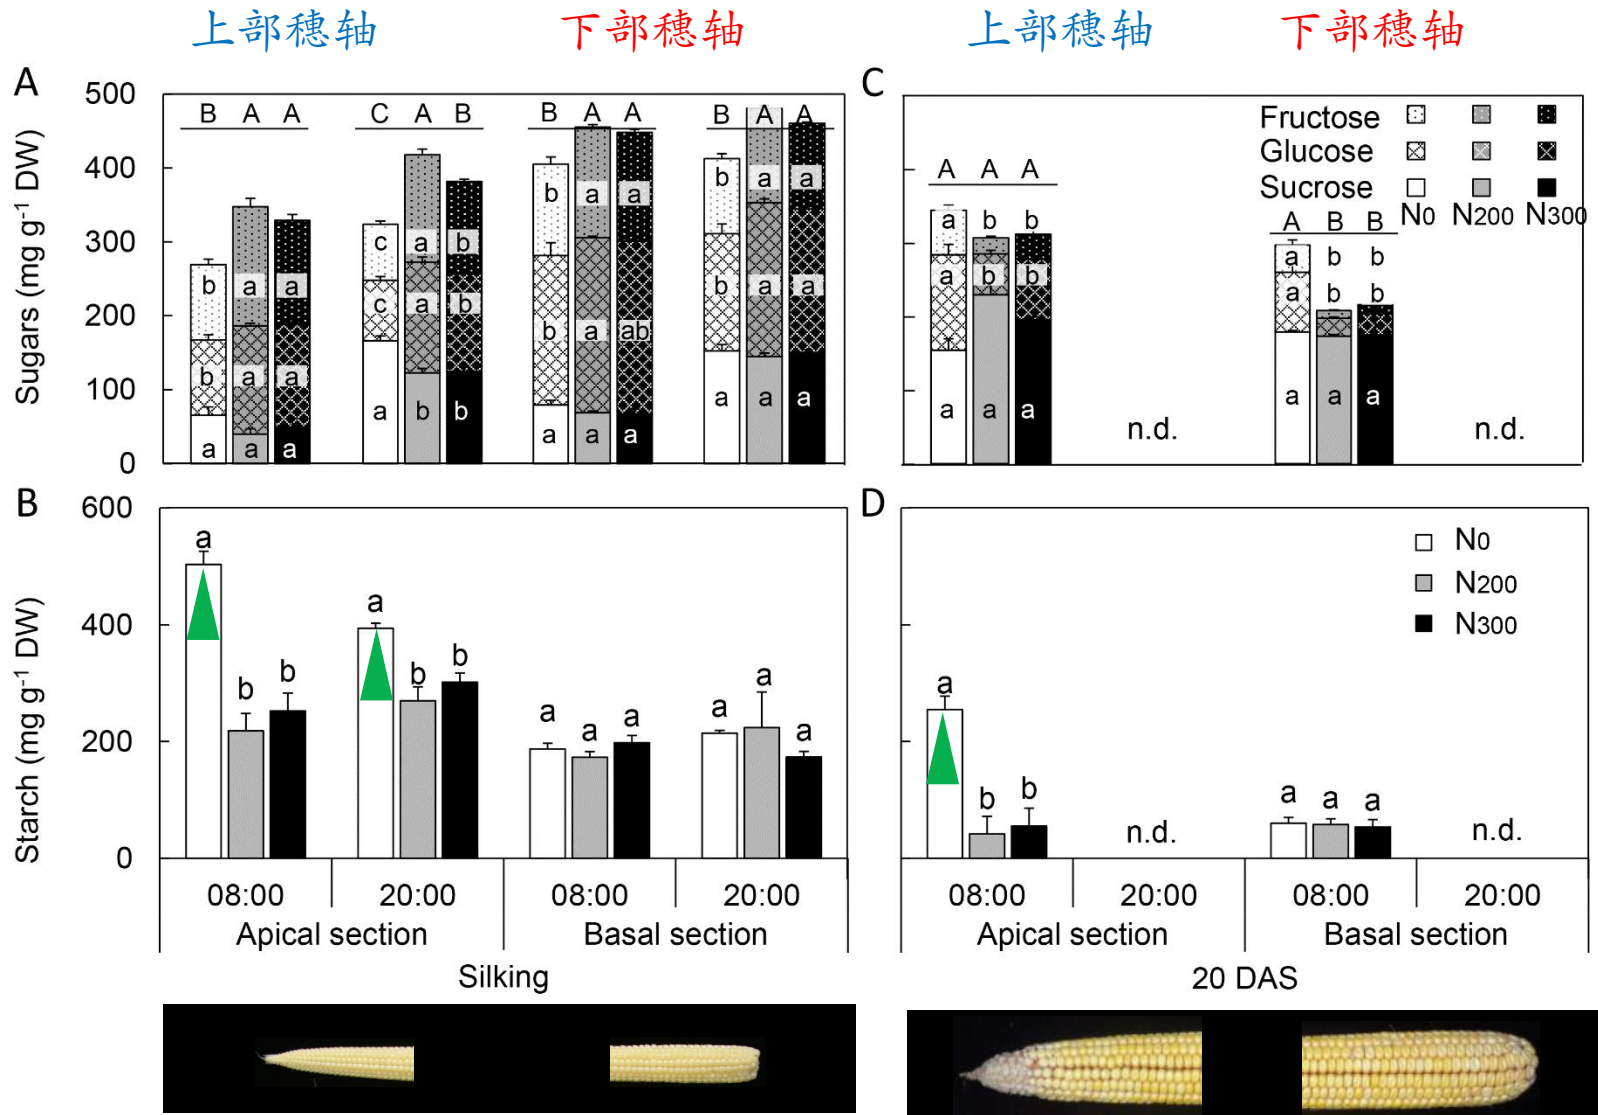 上部穗轴 下部穗轴 上部穗轴 下部穗轴
A 500 B A A C A B B A A B A A C Fructose
400 Glucose
A A A Sucrose
b a a b a a a b b A B B N0 N200 N300
300 c a b a b b
b a a c a b b a ab b a a a b b
200 a b b
b a a
100 a b b a a a a a a a a a
a a a a a a n.d. n.d.
0
Sugars (mg g-1 DW)
B 600 D
a N0
N200
400 a N300
b b b b
a a a a a a a
200
b b a a a
n.d. n.d.
0
Starch (mg g-1 DW)
08:00 20:00 08:00 20:00 08:00 20:00 08:00 20:00
Apical section Basal section Apical section Basal section
Silking 20 DAS